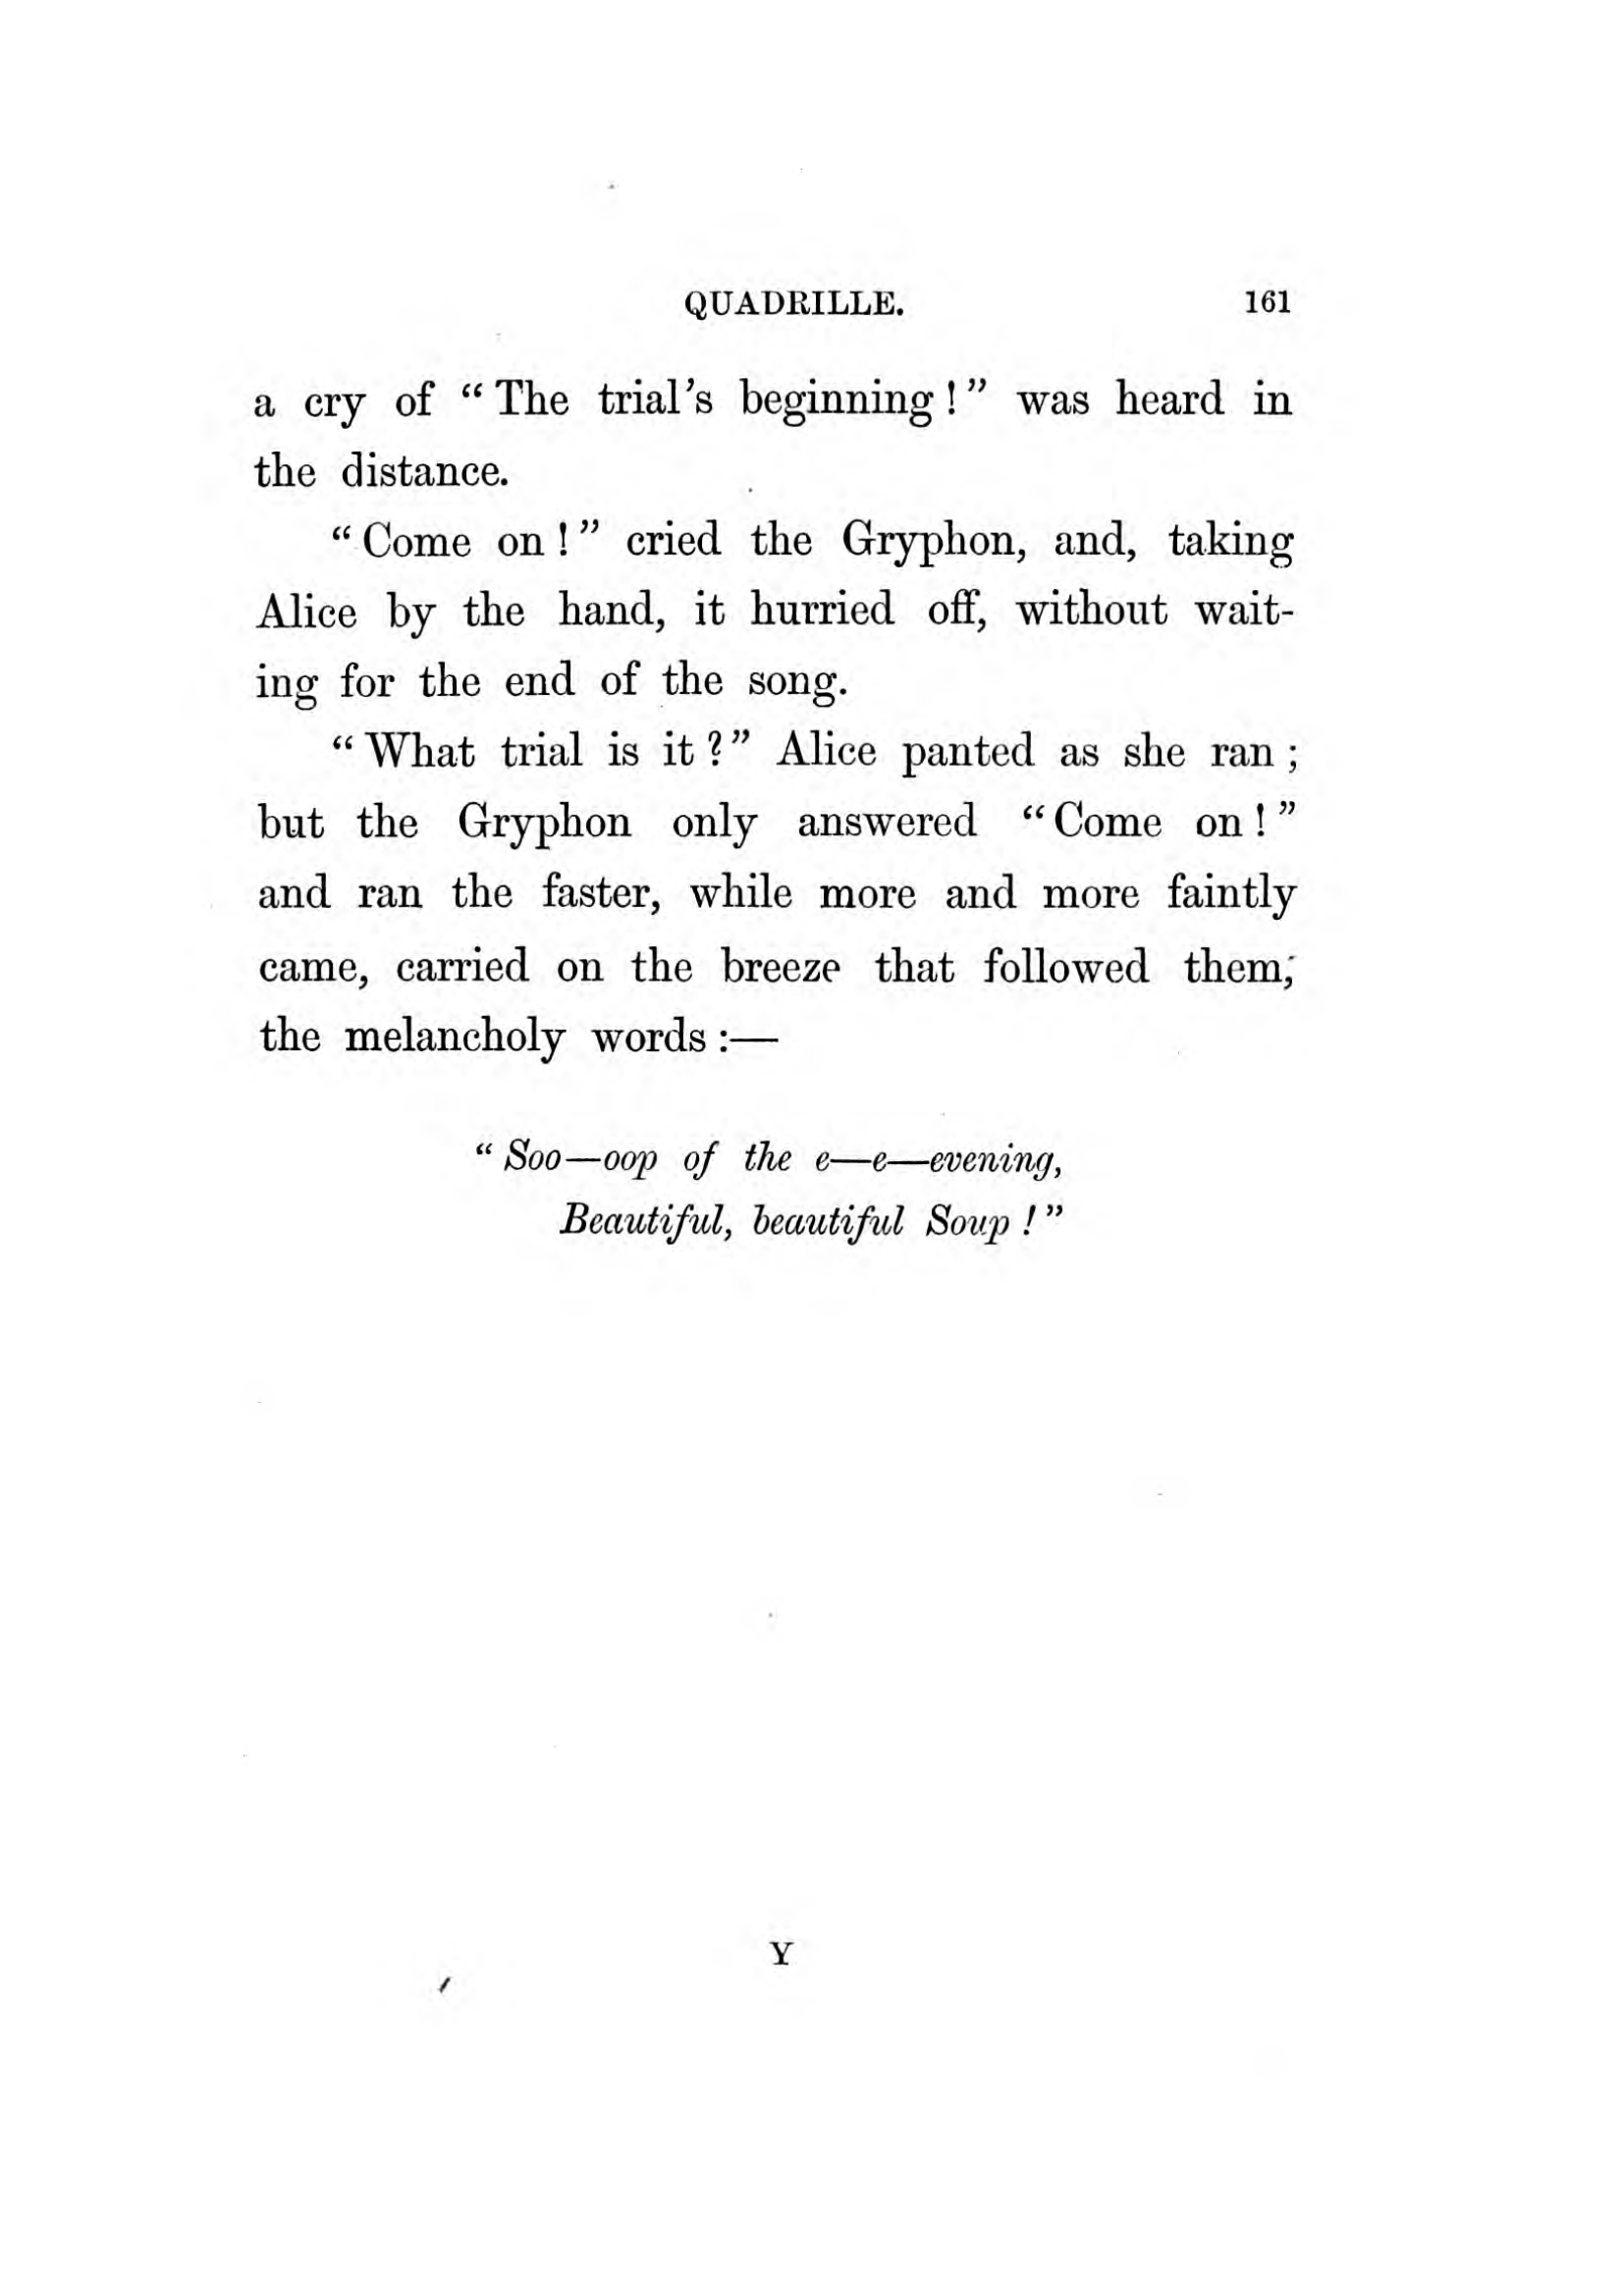 QUADRILLE. 161
a cry of “The trial’s beginning!” was heard in
the distance.
“Come on!” cried the Gryphon, and, taking
Alice by the hand, it hurried off, without wait-
ing for the end of the song.
“What trial is it?” Alice panted as she ran;
but the Gryphon only answered “Come on!”
and ran the faster, while more and more faintly
came, carried on the breeze that followed them,
the melancholy words:—
“Soo—oop of the e—e—evening,
Beautiful, beautiful Soup!”
Y